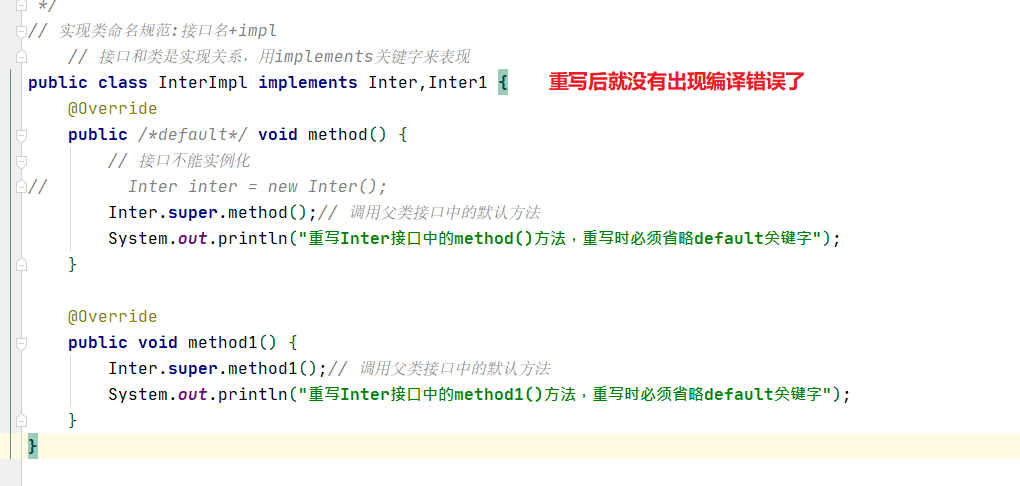 */
// 实现类命名规范:接口名+impl
// 接口和类是实现关系，用implements关键字来表现
public class InterImpl implements Inter,Inter1 { 重写后就没有出现编译错误了
@Override
public /*default*/ void method() {
// 接口不能实例化
// Inter inter = new Inter();
Inter.super.method();// 调用父类接口中的默认方法
System.out.println("重写Inter接口中的method()方法，重写时必须省略default关键字");
}
@Override
public void method1() {
Inter.super.method1();// 调用父类接口中的默认方法
System.out.println("重写Inter接口中的method1()方法，重写时必须省略default关键字");
}
}